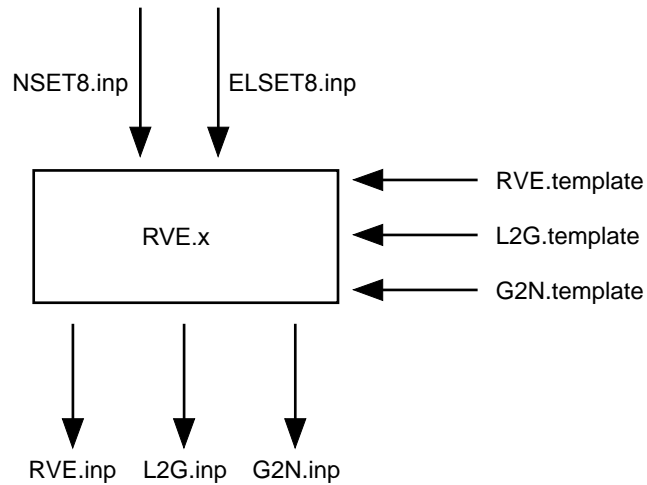 NSET8.inp
ELSET8.inp
RVE.template
RVE.x
L2G.template
G2N.template
RVE.inp
L2G.inp
G2N.inp